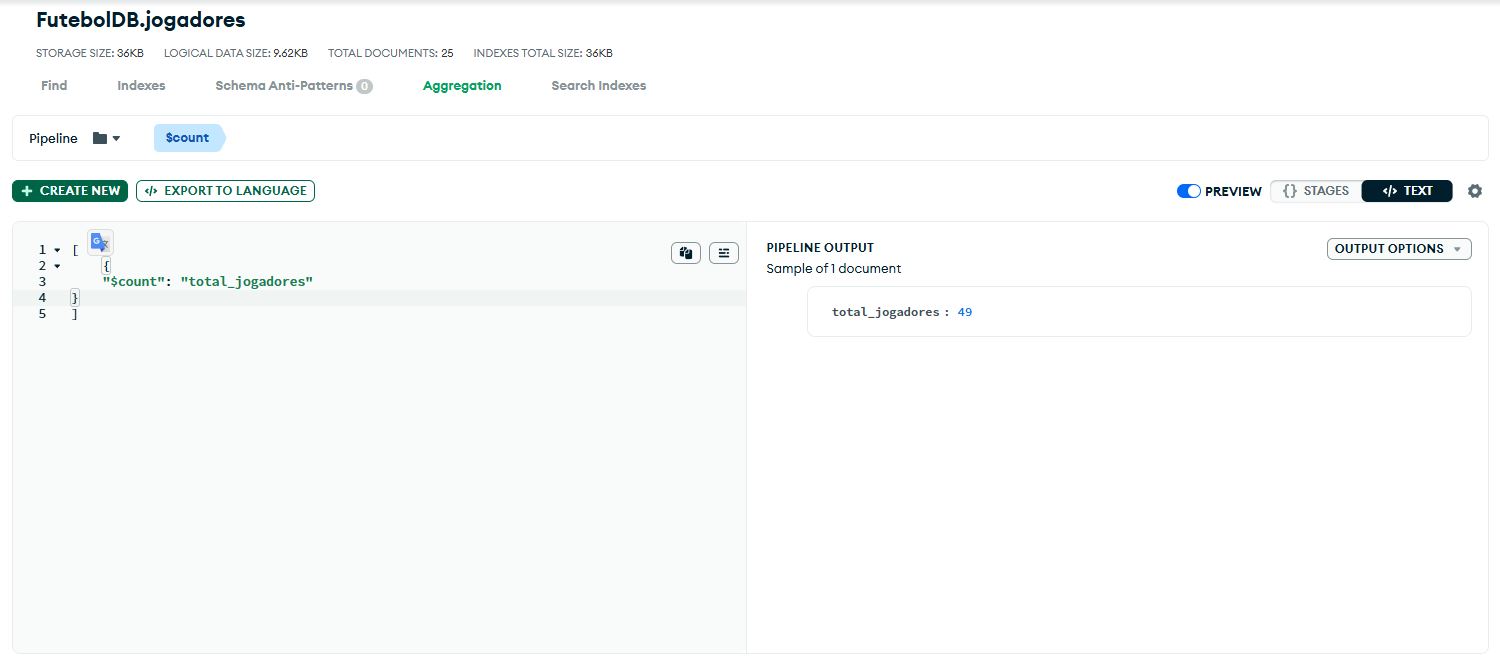 FutebolDB.jogadores
STORAGE SIZE: 36KB LOGICAL DATA SIZE: 9.62KB TOTAL DOCUMENTS: 25 INDEXES TOTAL SIZE: 36KB
Find Indexes Schema Anti-Patterns 0 Aggregation Search Indexes
Pipeline $count
+ CREATE NEW </> EXPORT TO LANGUAGE PREVIEW {} STAGES </> TEXT
1 [
2 {
3 "$count": "total_jogadores"
4 }
5 ]
PIPELINE OUTPUT
Sample of 1 document
OUTPUT OPTIONS
total_jogadores : 49